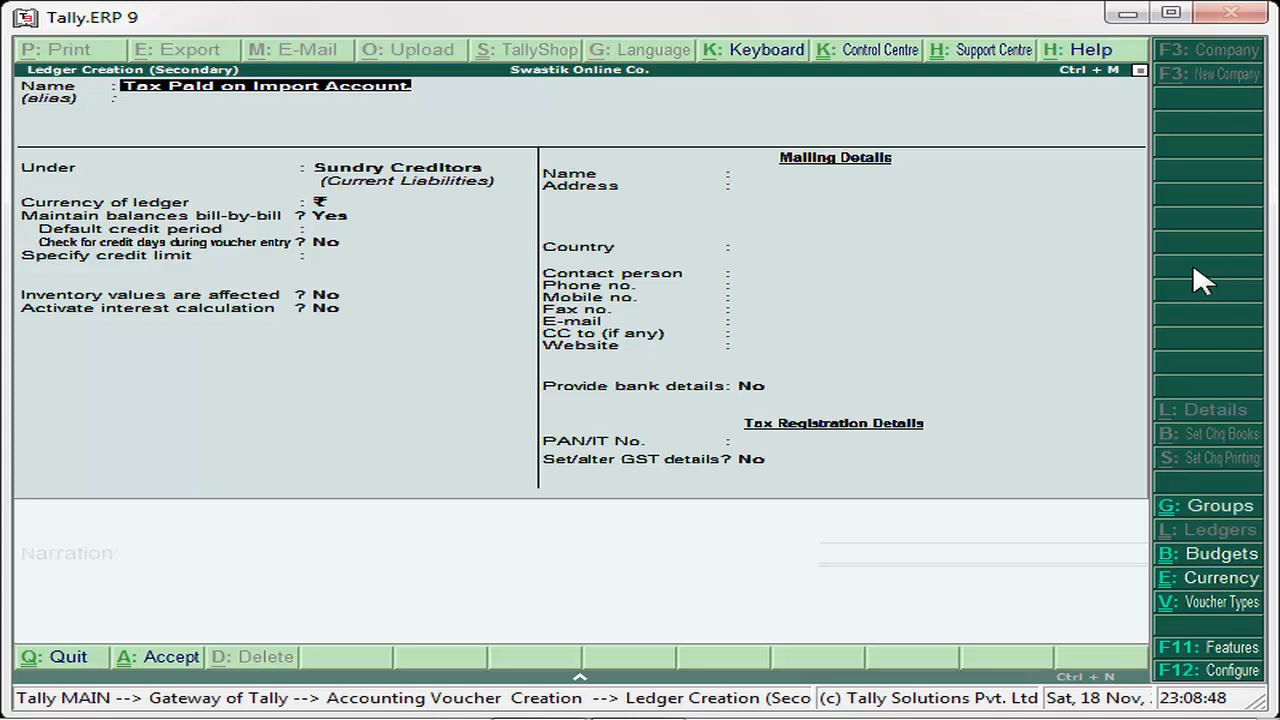 Tally.ERP 9
P: Print E: Export M: E-Mail O: Upload S: TallyShop G: Language K: Keyboard K: Control Centre H: Support Centre H: Help F3: Company
Ledger Creation (Secondary) Swastik Online Co. Ctrl + M F3: New Company
Name : Tax Paid on Import Account.
(alias) :
Mailing Details
Under : Sundry Creditors
(Current Liabilities)
Name :
Address :
Currency of ledger : ₹
Maintain balances bill-by-bill ? Yes
Default credit period :
Check for credit days during voucher entry ? No
Specify credit limit :
Country :
Contact person :
Phone no. :
Inventory values are affected ? No
Mobile no. :
Activate interest calculation ? No
Fax no. :
E-mail :
CC to (if any) :
Website :
Provide bank details: No
Tax Registration Details
PAN/IT No. :
Set/alter GST details? No
L: Details
B: Set Chq Books
S: Set Chq Printing
G: Groups
L: Ledgers
B: Budgets
E: Currency
V: Voucher Types
F11: Features
F12: Configure
Narration:
Q: Quit A: Accept D: Delete
Ctrl + N
Tally MAIN --> Gateway of Tally --> Accounting Voucher Creation --> Ledger Creation (Seco (c) Tally Solutions Pvt. Ltd Sat, 18 Nov, 23:08:48